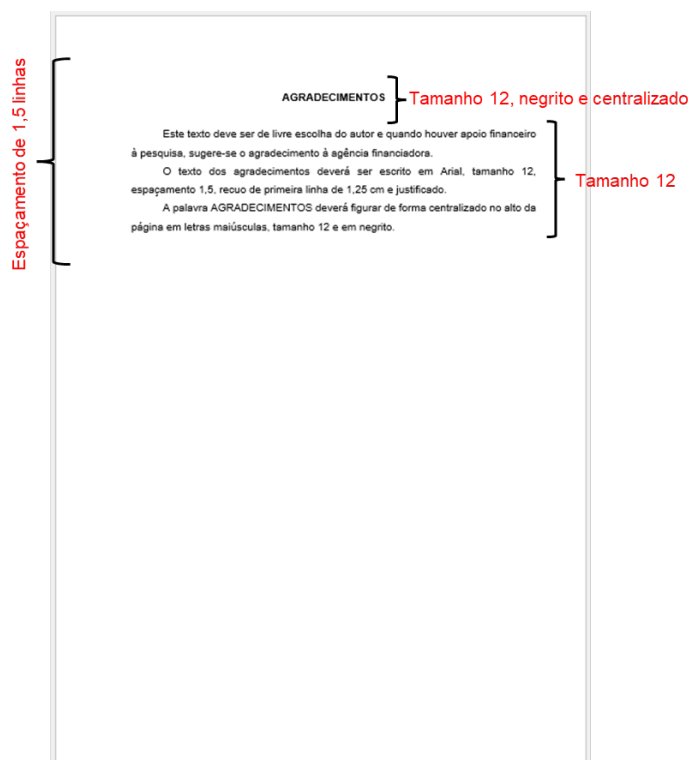 Espaçamento de 1,5 linhas
AGRADECIMENTOS
Tamanho 12, negrito e centralizado
Este texto deve ser de livre escolha do autor e quando houver apoio financeiro
à pesquisa, sugere-se o agradecimento à agência financiadora.
O texto dos agradecimentos deverá ser escrito em Arial, tamanho 12,
espaçamento 1,5, recuo de primeira linha de 1,25 cm e justificado.
Tamanho 12
A palavra AGRADECIMENTOS deverá figurar de forma centralizado no alto da
página em letras maiúsculas, tamanho 12 e em negrito.